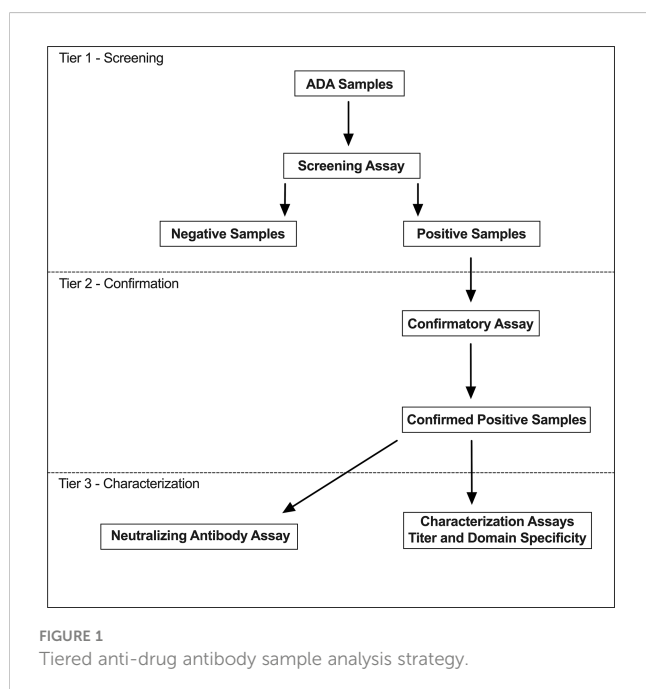 Tier 1 - Screening
ADA Samples
Screening Assay
Negative Samples
Positive Samples
Tier 2 - Confirmation
Confirmatory Assay
Confirmed Positive Samples
Tier 3 - Characterization
Neutralizing Antibody Assay
Characterization Assays
Titer and Domain Specificity
FIGURE 1
Tiered anti-drug antibody sample analysis strategy.